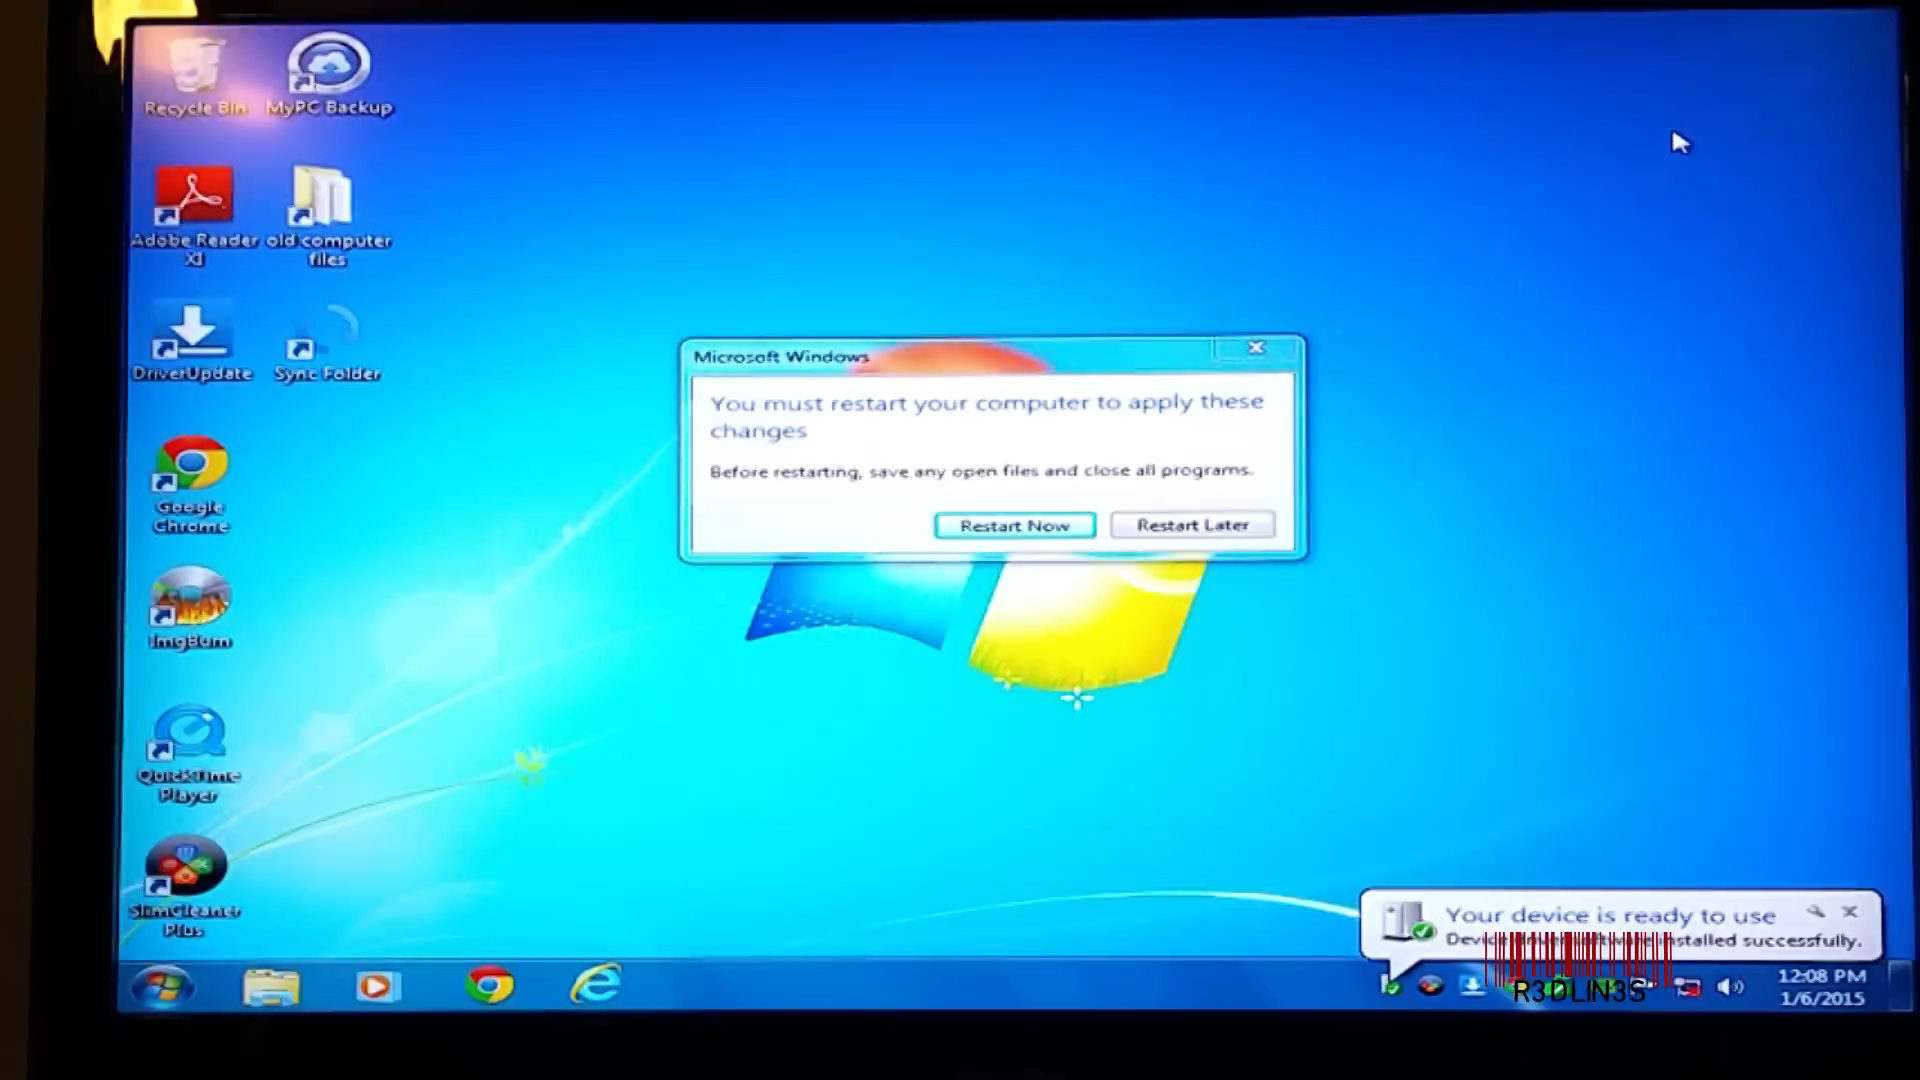 Recycle Bin
MyPC Backup
Adobe Reader
XI
old computer
files
DriverUpdate
Sync Folder
Google
Chrome
ImgBurn
QuickTime
Player
SlimCleaner
Plus
Microsoft Windows
You must restart your computer to apply these
changes
Before restarting, save any open files and close all programs.
Restart Now
Restart Later
Your device is ready to use
Device driver software installed successfully.
R3DLIN3S
12:08 PM
1/6/2015